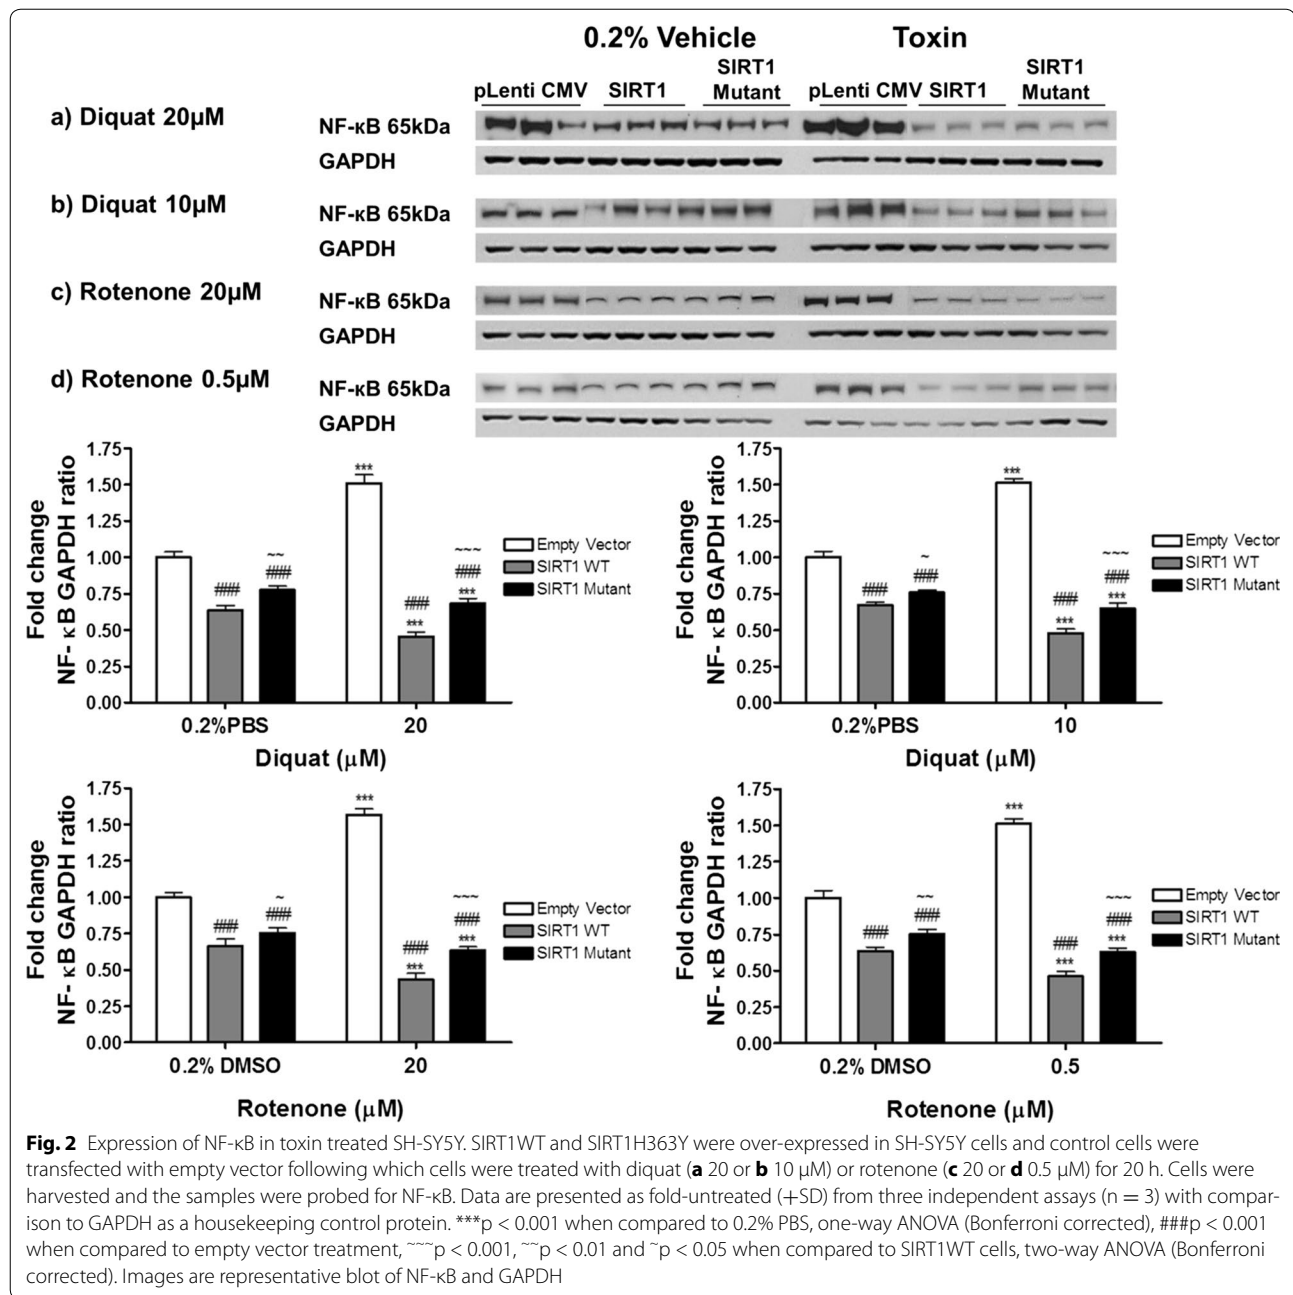 0.2% Vehicle Toxin
pLenti CMV SIRT1 SIRT1 Mutant pLenti CMV SIRT1 SIRT1 Mutant
a) Diquat 20μM
NF-κB 65kDa
GAPDH
b) Diquat 10μM
NF-κB 65kDa
GAPDH
c) Rotenone 20μM
NF-κB 65kDa
GAPDH
d) Rotenone 0.5μM
NF-κB 65kDa
GAPDH
Fold change
NF- κB GAPDH ratio
1.75
1.50
1.25
1.00
0.75
0.50
0.25
0.00
###
~~
###
***
###
***
~~~
###
***
0.2%PBS 20
Diquat (μM)
Empty Vector
SIRT1 WT
SIRT1 Mutant
Fold change
NF- κB GAPDH ratio
1.75
1.50
1.25
1.00
0.75
0.50
0.25
0.00
###
~
###
***
###
***
~~~
###
***
0.2%PBS 10
Diquat (μM)
Empty Vector
SIRT1 WT
SIRT1 Mutant
Fold change
NF- κB GAPDH ratio
1.75
1.50
1.25
1.00
0.75
0.50
0.25
0.00
###
~
###
***
###
***
~~~
###
***
0.2% DMSO 20
Rotenone (μM)
Empty Vector
SIRT1 WT
SIRT1 Mutant
Fold change
NF- κB GAPDH ratio
1.75
1.50
1.25
1.00
0.75
0.50
0.25
0.00
###
~~
###
***
###
***
~~~
###
***
0.2% DMSO 0.5
Rotenone (μM)
Empty Vector
SIRT1 WT
SIRT1 Mutant
Fig. 2 Expression of NF-κB in toxin treated SH-SY5Y. SIRT1WT and SIRT1H363Y were over-expressed in SH-SY5Y cells and control cells were
transfected with empty vector following which cells were treated with diquat (a 20 or b 10 μM) or rotenone (c 20 or d 0.5 μM) for 20 h. Cells were
harvested and the samples were probed for NF-κB. Data are presented as fold-untreated (+SD) from three independent assays (n = 3) with compar-
ison to GAPDH as a housekeeping control protein. ***p < 0.001 when compared to 0.2% PBS, one-way ANOVA (Bonferroni corrected), ###p < 0.001
when compared to empty vector treatment, ~~~p < 0.001, ~~p < 0.01 and ~p < 0.05 when compared to SIRT1WT cells, two-way ANOVA (Bonferroni
corrected). Images are representative blot of NF-κB and GAPDH